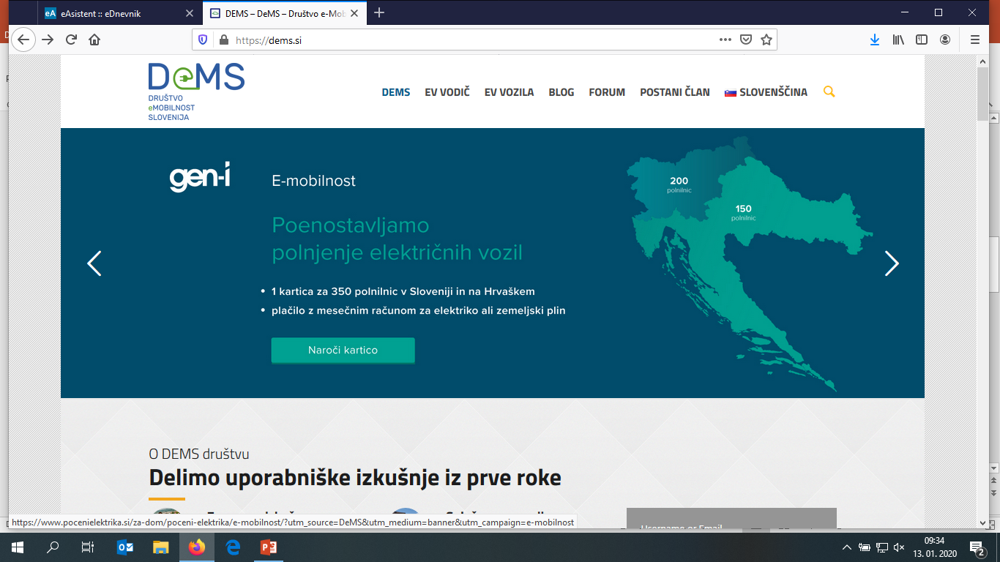 eA eAsistent :: eDnevnik
DEMS – DeMS – Društvo e-Mob
https://dems.si
DeMS
DRUŠTVO
eMOBILNOST
SLOVENIJA
DEMS EV VODIČ EV VOZILA BLOG FORUM POSTANI ČLAN SLOVENŠČINA
gen-i
E-mobilnost
Poenostavljamo
polnjenje električnih vozil
• 1 kartica za 350 polnilnic v Sloveniji in na Hrvaškem
• plačilo z mesečnim računom za elektriko ali zemeljski plin
Naroči kartico
200
polnilnic
150
polnilnic
O DEMS društvu
Delimo uporabniške izkušnje iz prve roke
Username or Email
https://www.pocenielektrika.si/za-dom/poceni-elektrika/e-mobilnost/?utm_source=DeMS&utm_medium=banner&utm_campaign=e-mobilnost
09:34
13. 01. 2020
2